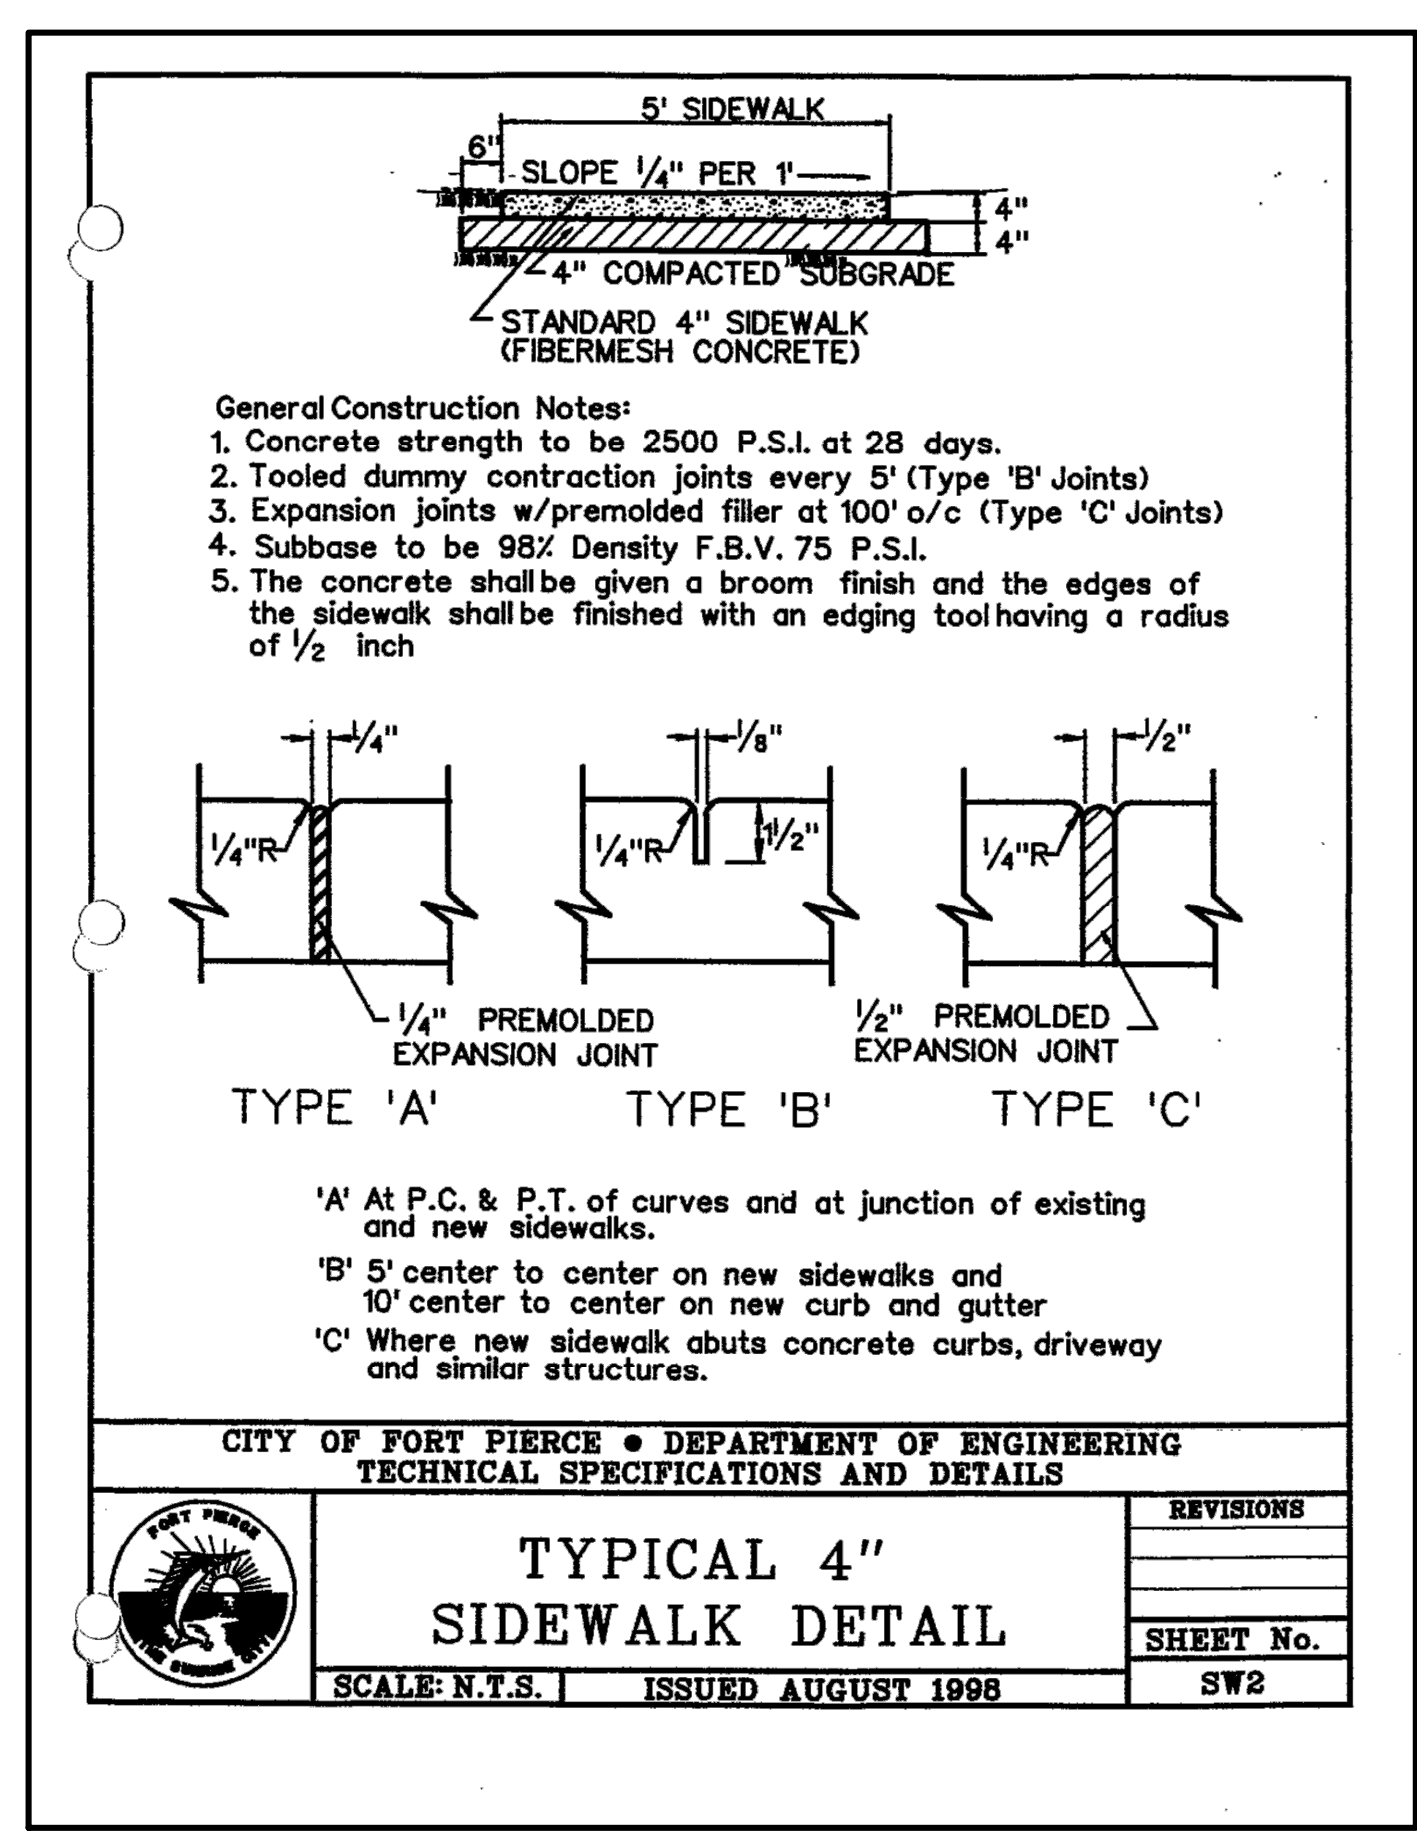 5' SIDEWALK
6"
SLOPE 1/4" PER 1'
4"
4"
4" COMPACTED SUBGRADE
STANDARD 4" SIDEWALK
(FIBERMESH CONCRETE)
General Construction Notes:
1. Concrete strength to be 2500 P.S.I. at 28 days.
2. Tooled dummy contraction joints every 5' (Type 'B' Joints)
3. Expansion joints w/premolded filler at 100' o/c (Type 'C' Joints)
4. Subbase to be 98% Density F.B.V. 75 P.S.I.
5. The concrete shall be given a broom finish and the edges of
the sidewalk shall be finished with an edging tool having a radius
of 1/2 inch
1/4"
1/8"
1/2"
1/4"R
1/4"R
1 1/2"
1/4"R
1/4" PREMOLDED
EXPANSION JOINT
1/2" PREMOLDED
EXPANSION JOINT
TYPE 'A'
TYPE 'B'
TYPE 'C'
'A' At P.C. & P.T. of curves and at junction of existing
and new sidewalks.
'B' 5' center to center on new sidewalks and
10' center to center on new curb and gutter
'C' Where new sidewalk abuts concrete curbs, driveway
and similar structures.
CITY OF FORT PIERCE ● DEPARTMENT OF ENGINEERING
TECHNICAL SPECIFICATIONS AND DETAILS
FORT PIERCE
THE SUNRISE CITY
TYPICAL 4"
SIDEWALK DETAIL
SCALE: N.T.S.
ISSUED AUGUST 1998
REVISIONS
SHEET No.
SW2